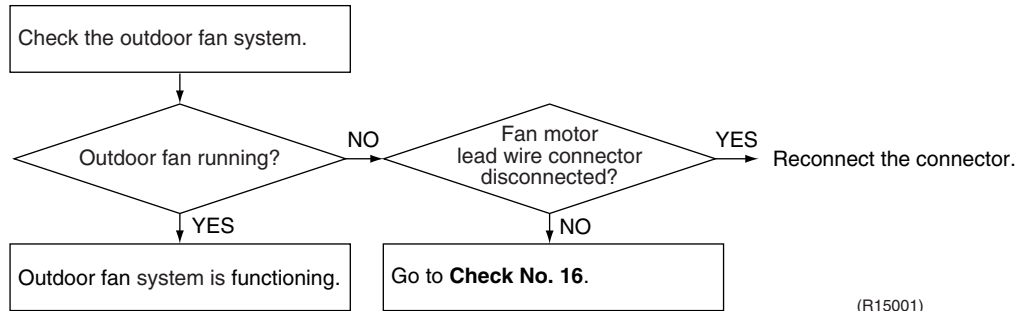 Check the outdoor fan system.
Outdoor fan running?
NO
Fan motor
lead wire connector
disconnected?
YES
Reconnect the connector.
YES
Outdoor fan system is functioning.
NO
Go to Check No. 16.
(R15001)